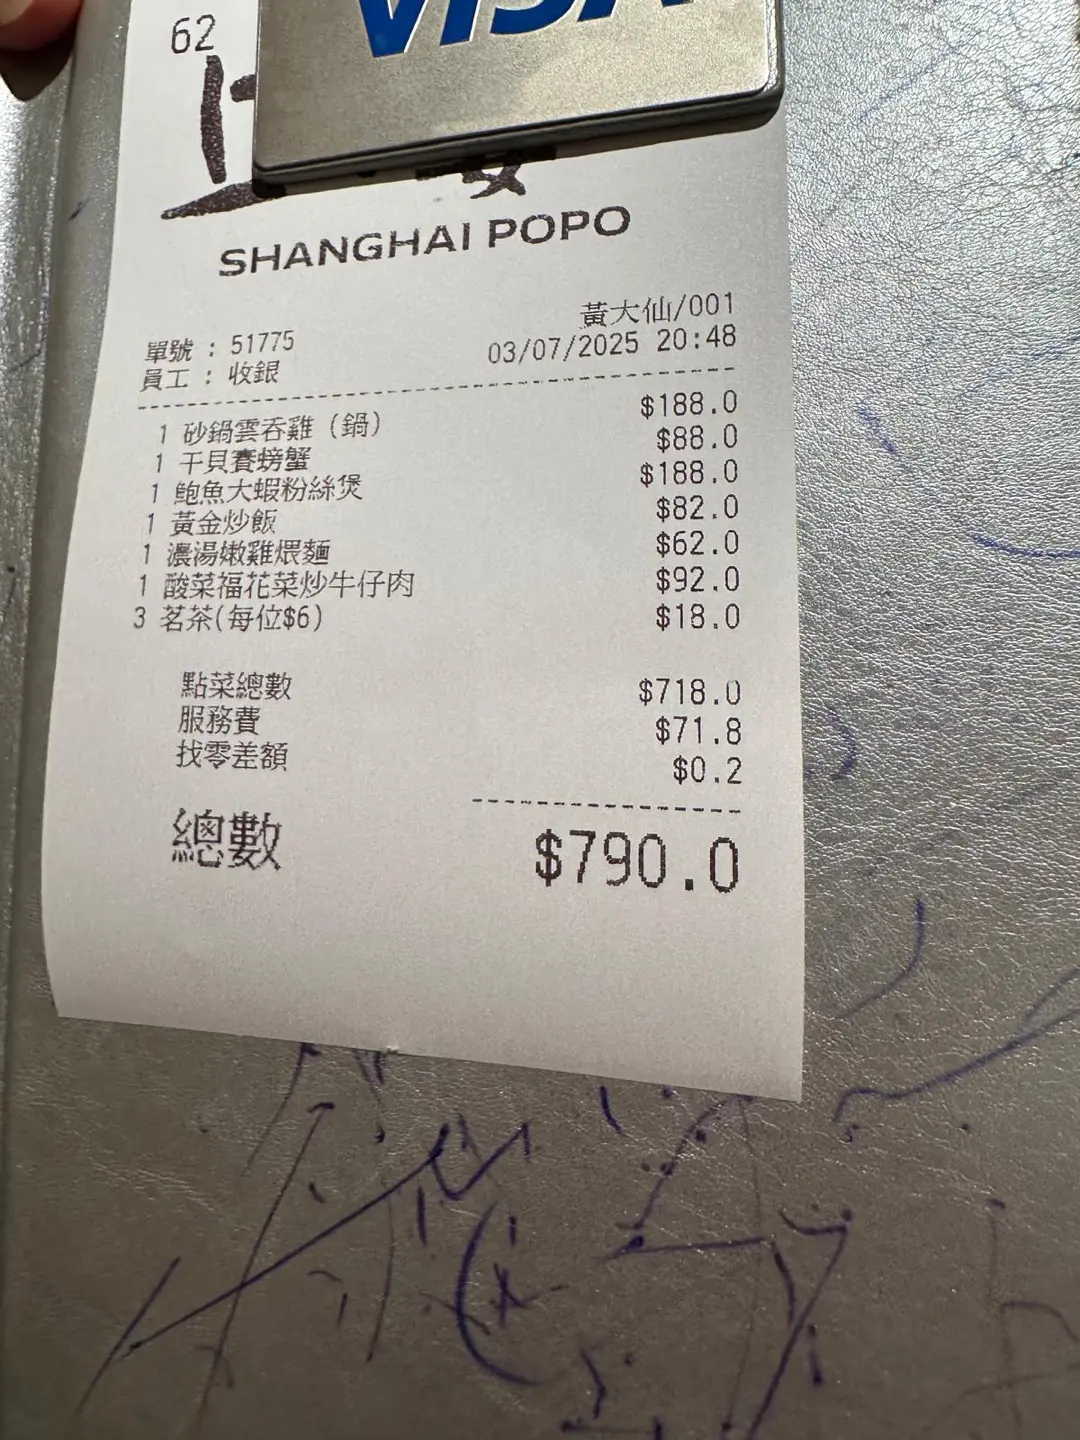 VISA
62
上
SHANGHAI POPO
黃大仙/001
單號 : 51775
03/07/2025 20:48
員工 : 收銀
1 砂鍋雲吞雞（鍋） $188.0
1 干貝賽螃蟹 $88.0
1 鮑魚大蝦粉絲煲 $188.0
1 黃金炒飯 $82.0
1 濃湯嫩雞煨麵 $62.0
1 酸菜福花菜炒牛仔肉 $92.0
3 茗茶(每位$6) $18.0
點菜總數 $718.0
服務費 $71.8
找零差額 $0.2
總數 $790.0